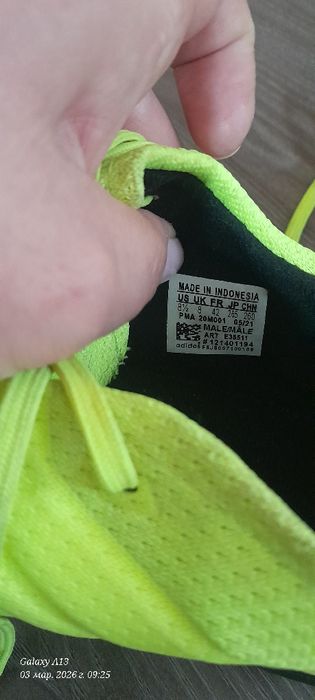 MADE IN INDONESIA
US UK FR JP CHN
8½ 8 42 265 260
PMA 20M001 05/21
MALE/MÂLE
ART E38511
# 121401194
adidas
Galaxy A13
03 мар. 2026 г. 09:25